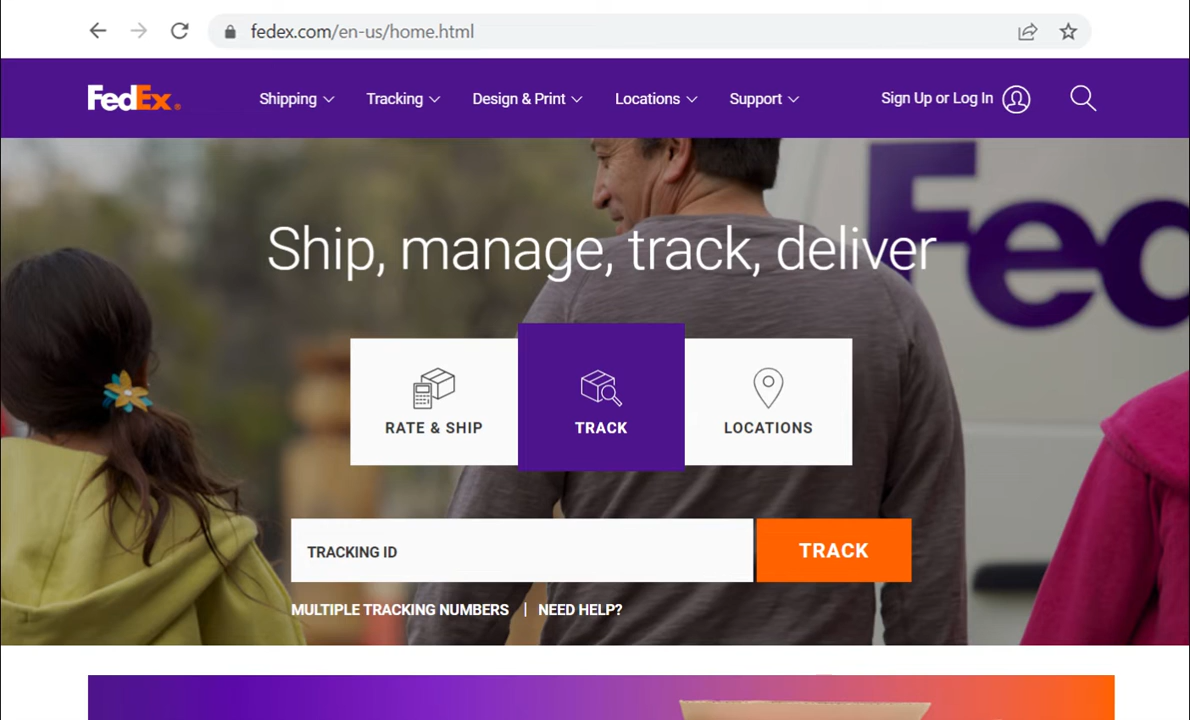 fedex.com/en-us/home.html
FedEx®
Shipping Tracking Design & Print Locations Support Sign Up or Log In
Ship, manage, track, deliver
Fed
RATE & SHIP
TRACK
LOCATIONS
TRACKING ID
TRACK
MULTIPLE TRACKING NUMBERS | NEED HELP?